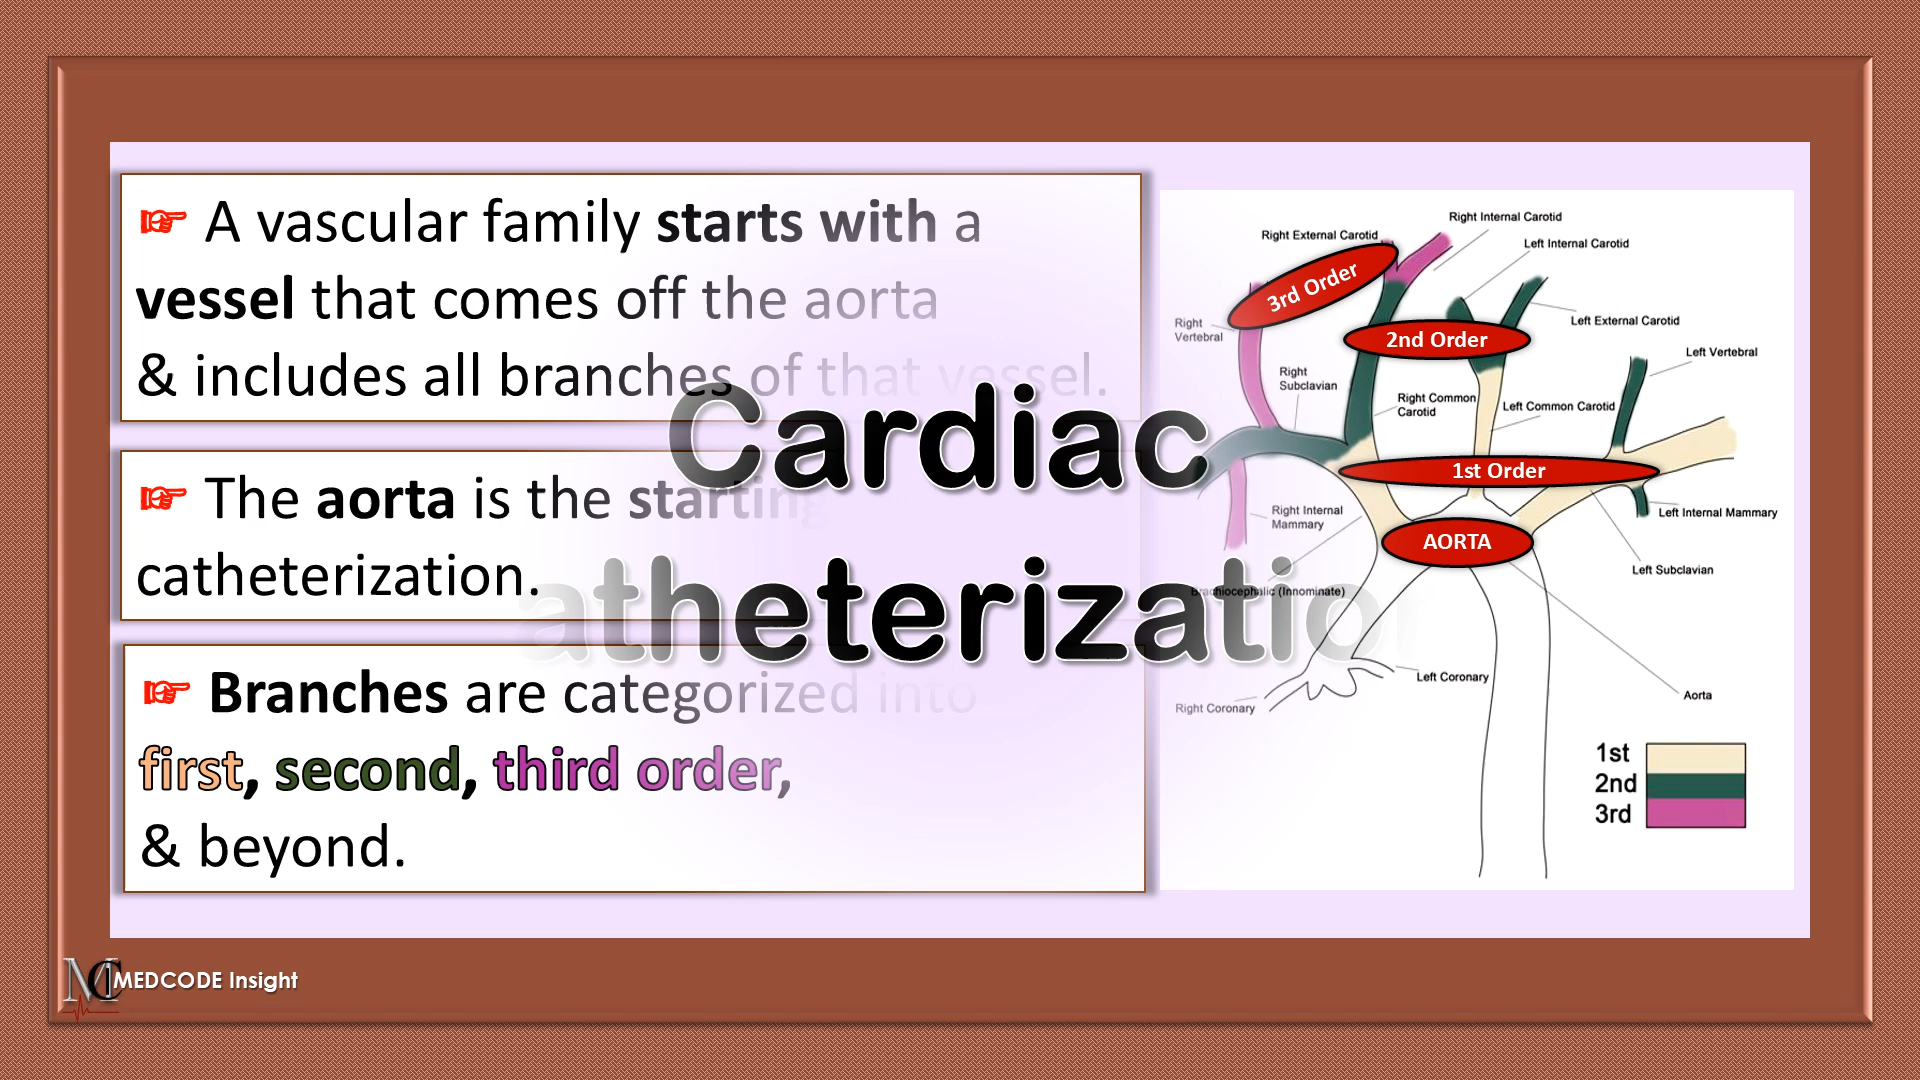 ☞ A vascular family starts with a
vessel that comes off the aorta
& includes all branches of that vessel.
☞ The aorta is the starting
catheterization.
☞ Branches are categorized into
first, second, third order,
& beyond.
Cardiac
atheterizatio
Right Internal Carotid
Right External Carotid
Left Internal Carotid
3rd Order
Right
Vertebral
2nd Order
Left External Carotid
Left Vertebral
Right
Subclavian
Right Common
Carotid
Left Common Carotid
1st Order
Right Internal
Mammary
Left Internal Mammary
AORTA
Left Subclavian
Brachiocephalic (Innominate)
Left Coronary
Right Coronary
Aorta
1st
2nd
3rd
MC MEDCODE Insight